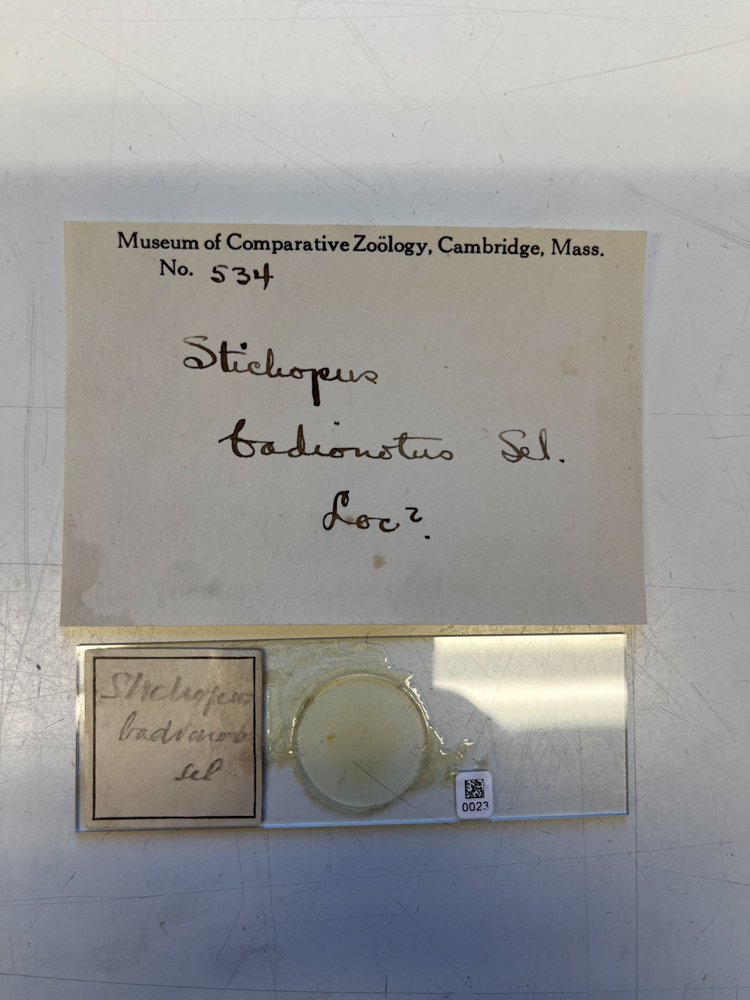 Museum of Comparative Zoölogy, Cambridge, Mass.
No. 534
Stichopus
badionotus Sel.
Loc?
Stichopus
badionotus
sel
0023